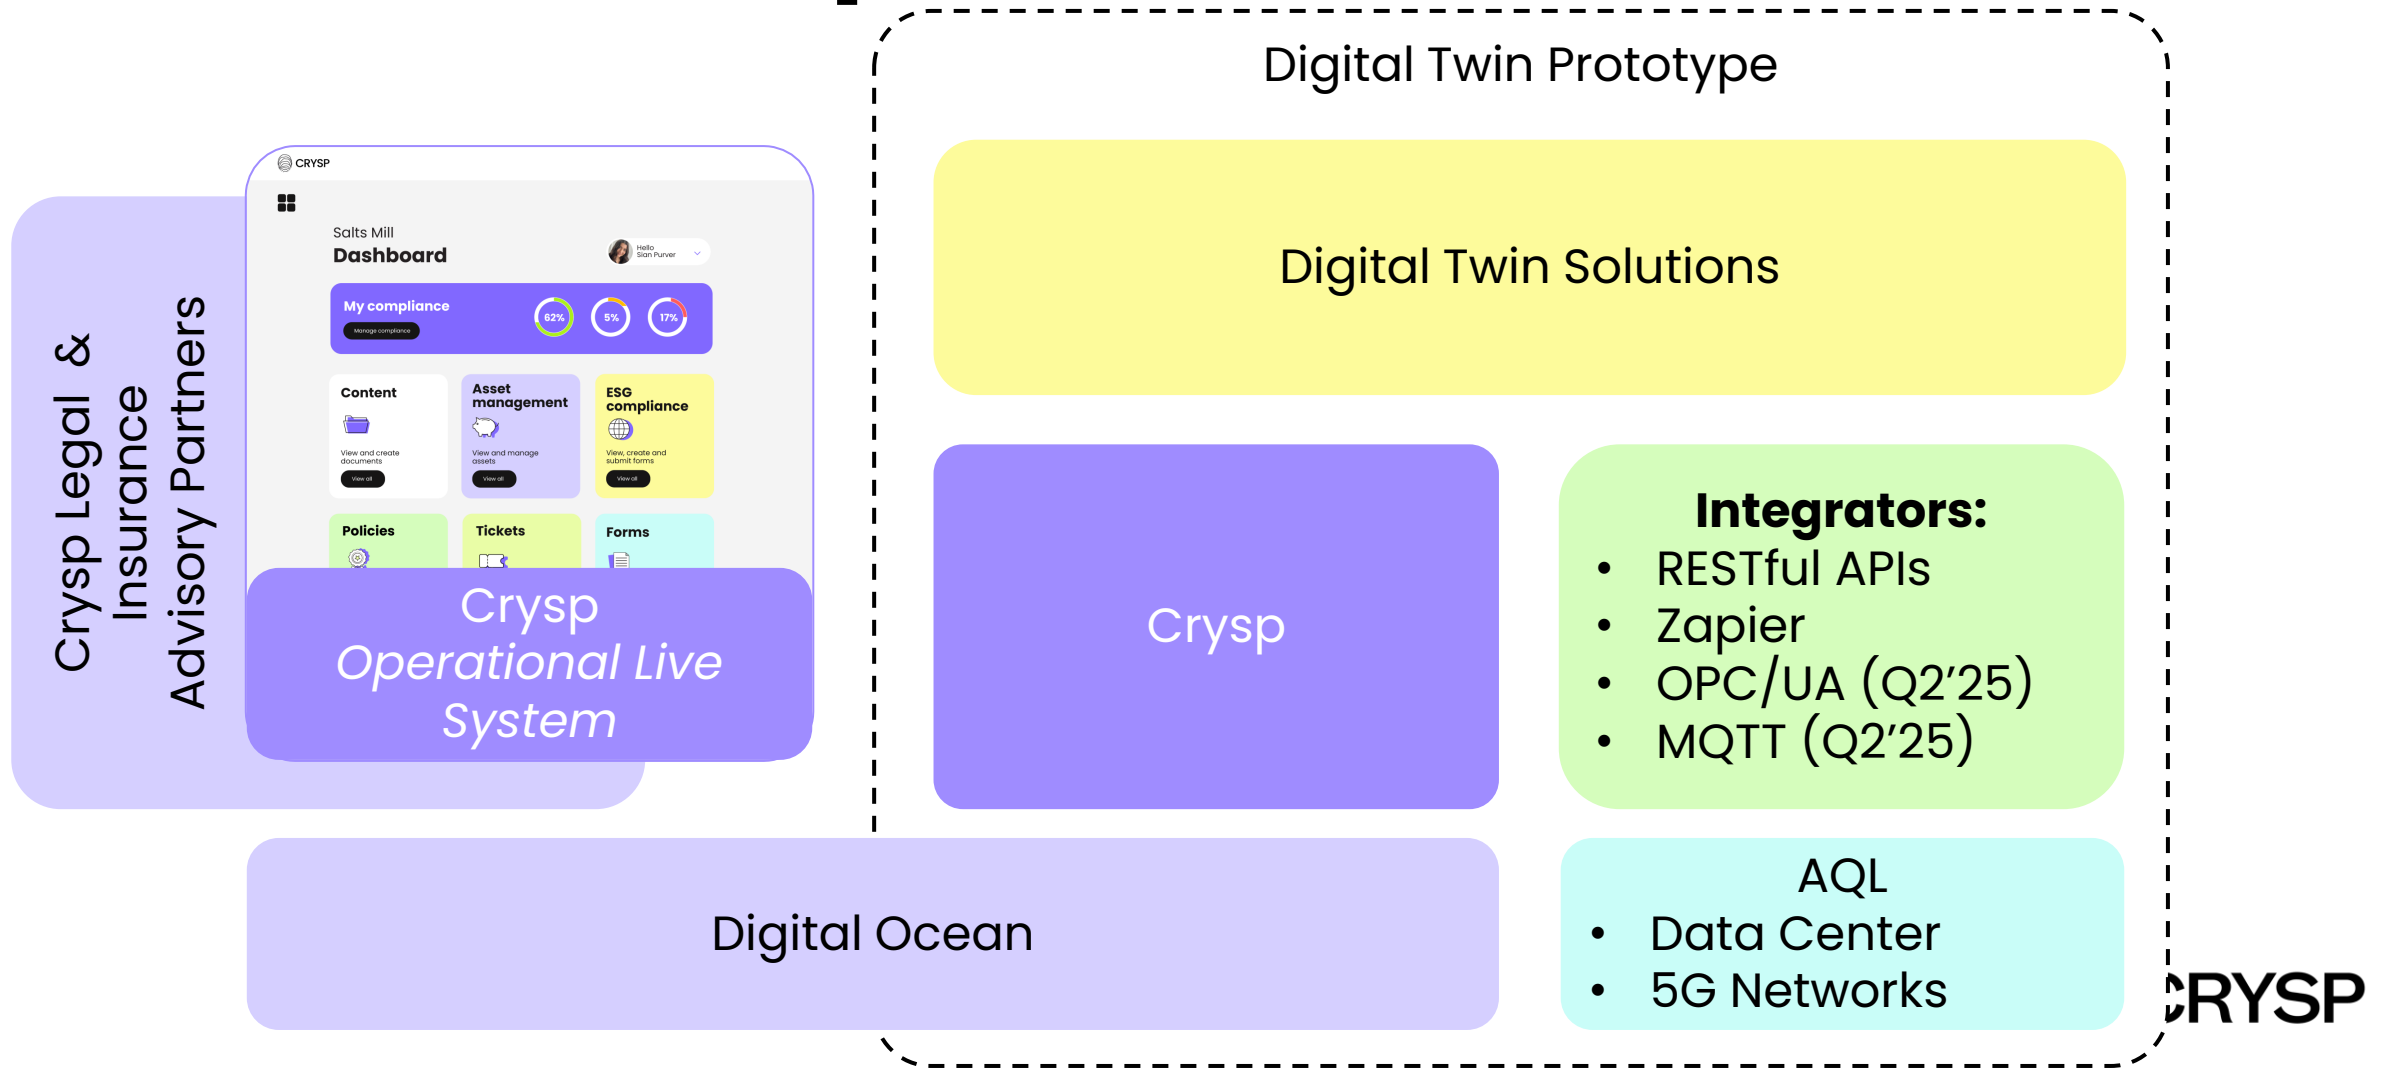 Digital Twin Prototype
Digital Twin Solutions
Crysp Legal &
Insurance
Advisory Partners
CRYSP
Salts Mill
Dashboard
Hello
Sian Purver
My compliance
Manage compliance
62%
5%
17%
Content
View and create
documents
View all
Asset
management
View and manage
assets
View all
ESG
compliance
View, create and
submit forms
View all
Policies
Tickets
Forms
Crysp
Operational Live
System
Crysp
Integrators:
• RESTful APIs
• Zapier
• OPC/UA (Q2’25)
• MQTT (Q2’25)
Digital Ocean
AQL
• Data Center
• 5G Networks
CRYSP